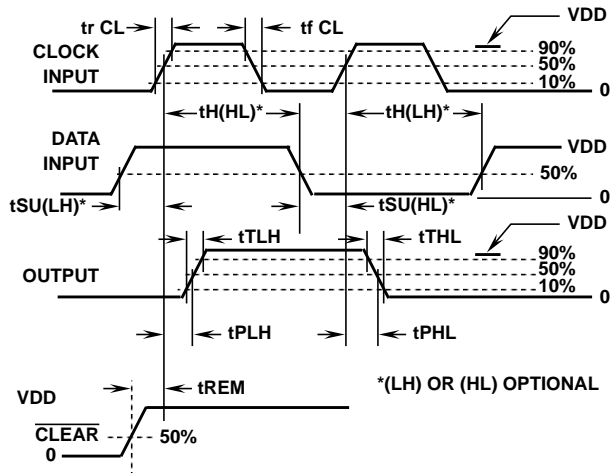 tr CL
tf CL
VDD
CLOCK
INPUT
90%
50%
10%
0
tH(HL)*
tH(LH)*
DATA
INPUT
VDD
50%
0
tSU(LH)*
tSU(HL)*
tTLH
tTHL
VDD
OUTPUT
90%
50%
10%
0
tPLH
tPHL
tREM
*(LH) OR (HL) OPTIONAL
VDD
CLEAR
50%
0